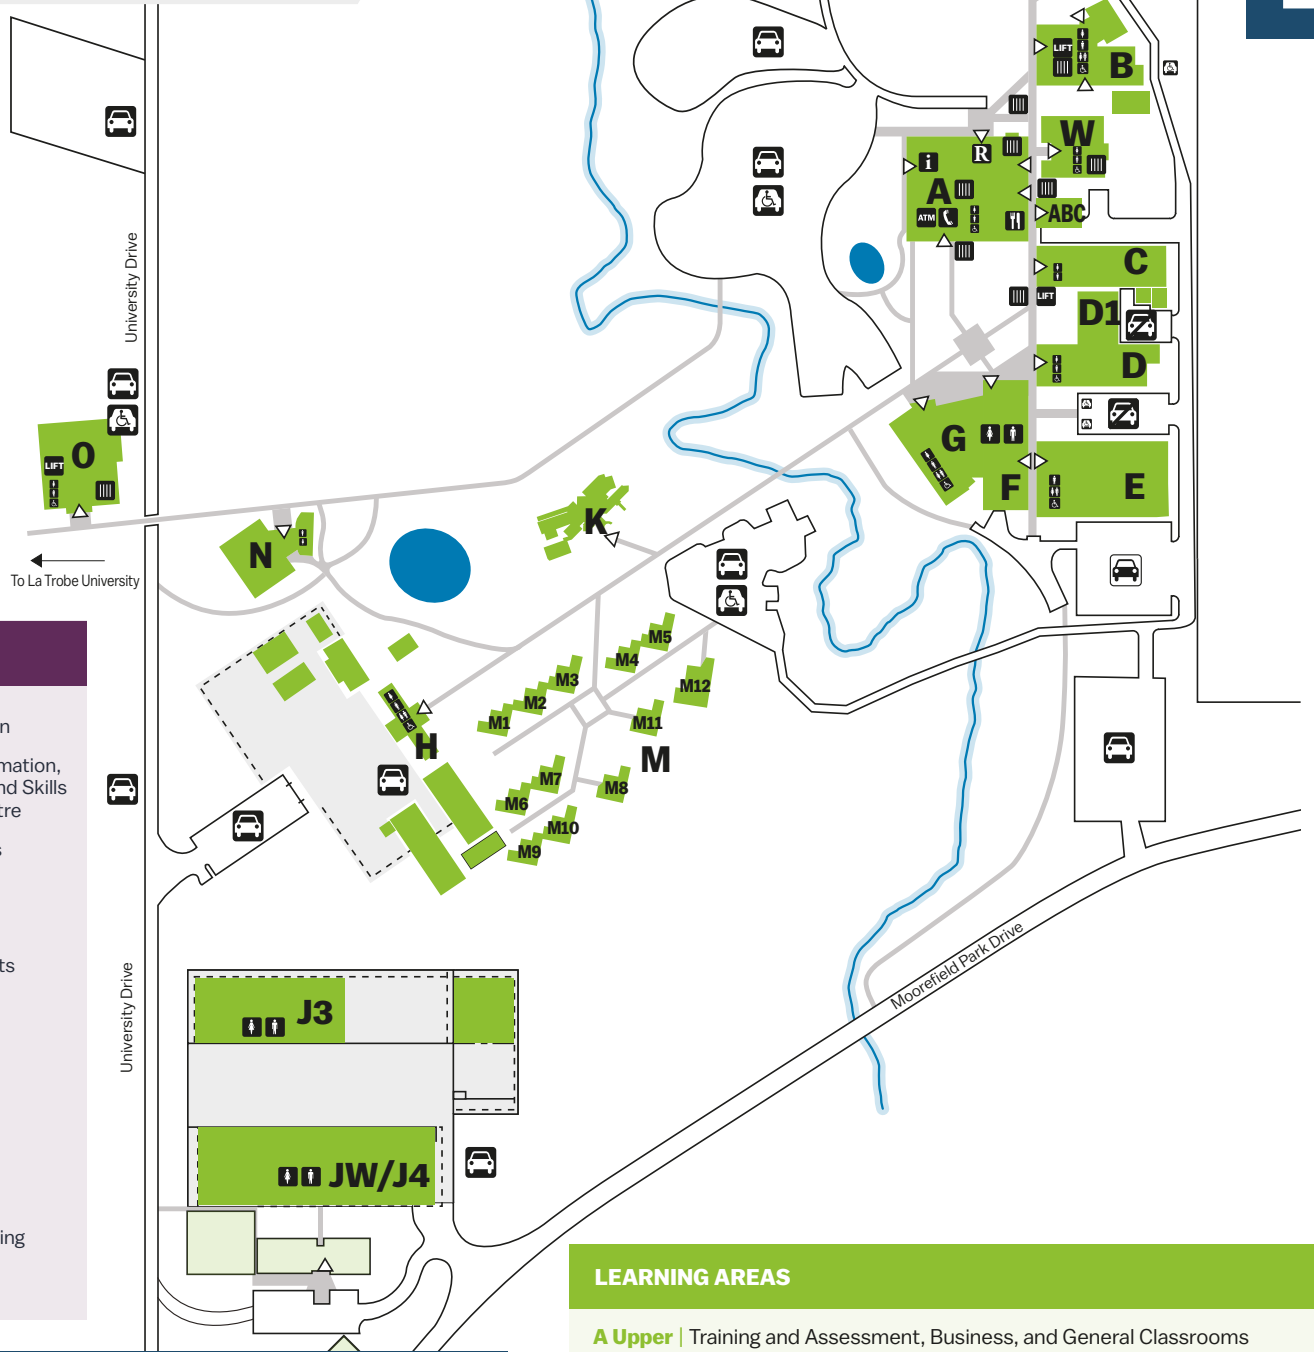 B
LIFT
W
R
i
A
ATM
ABC
C
LIFT
D1
D
University Drive
O
LIFT
G
F
E
K
N
To La Trobe University
M5
M4
M3
M12
M2
M1
M11
H
M
M7
M8
M6
M10
M9
n
mation,
nd Skills
tre
s
ts
ing
University Drive
Moorefield Park Drive
J3
JW/J4
LEARNING AREAS
A Upper | Training and Assessment, Business, and General Classrooms